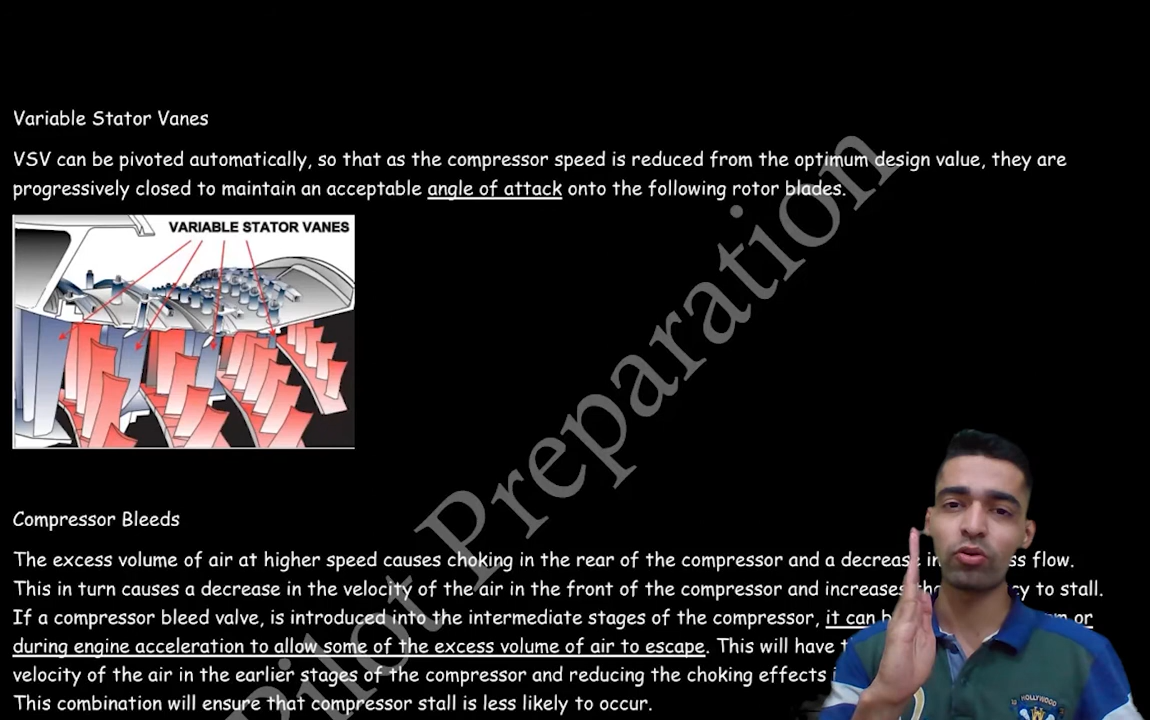 Variable Stator Vanes
VSV can be pivoted automatically, so that as the compressor speed is reduced from the optimum design value, they are
progressively closed to maintain an acceptable angle of attack onto the following rotor blades.
VARIABLE STATOR VANES
Compressor Bleeds
The excess volume of air at higher speed causes choking in the rear of the compressor and a decrease in ss flow.
This in turn causes a decrease in the velocity of the air in the front of the compressor and increases cy to stall.
If a compressor bleed valve, is introduced into the intermediate stages of the compressor, it can or
during engine acceleration to allow some of the excess volume of air to escape. This will have
velocity of the air in the earlier stages of the compressor and reducing the choking effects
This combination will ensure that compressor stall is less likely to occur.
Pilot Preparation
HOLLYWOOD